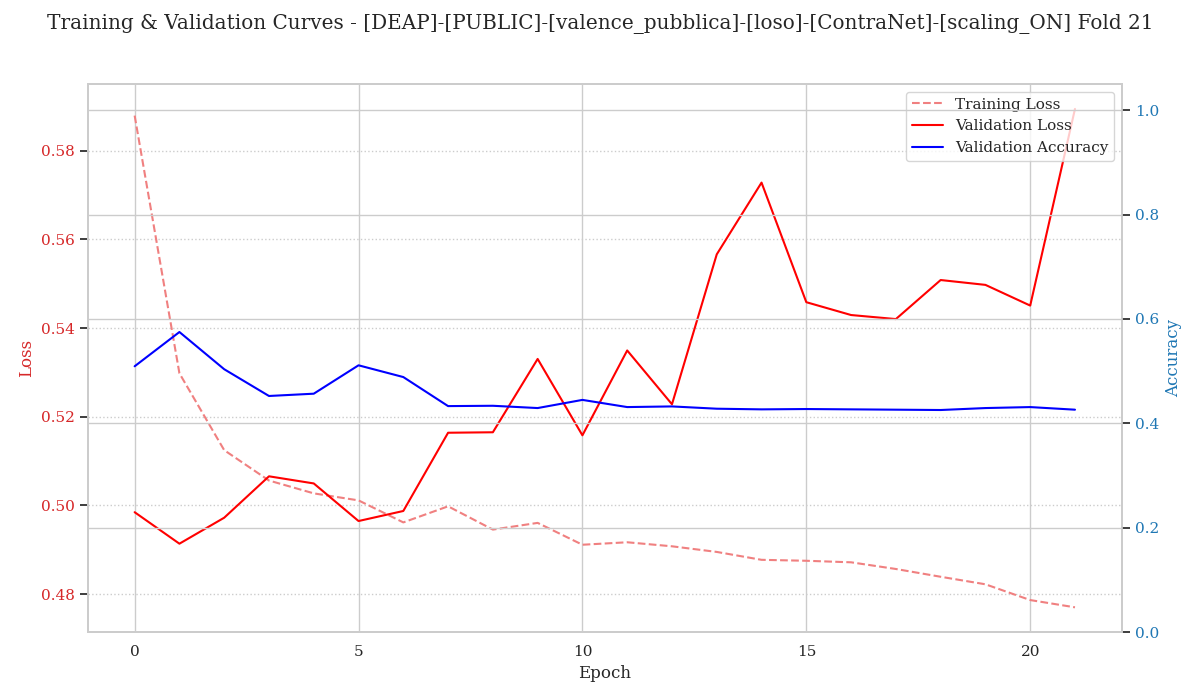 Training & Validation Curves - [DEAP]-[PUBLIC]-[valence_pubblica]-[loso]-[ContraNet]-[scaling_ON] Fold 21
Training Loss
Validation Loss
Validation Accuracy
0.58
0.56
0.54
0.52
0.50
0.48
Loss
1.0
0.8
0.6
0.4
0.2
0.0
Accuracy
0
5
10
15
20
Epoch